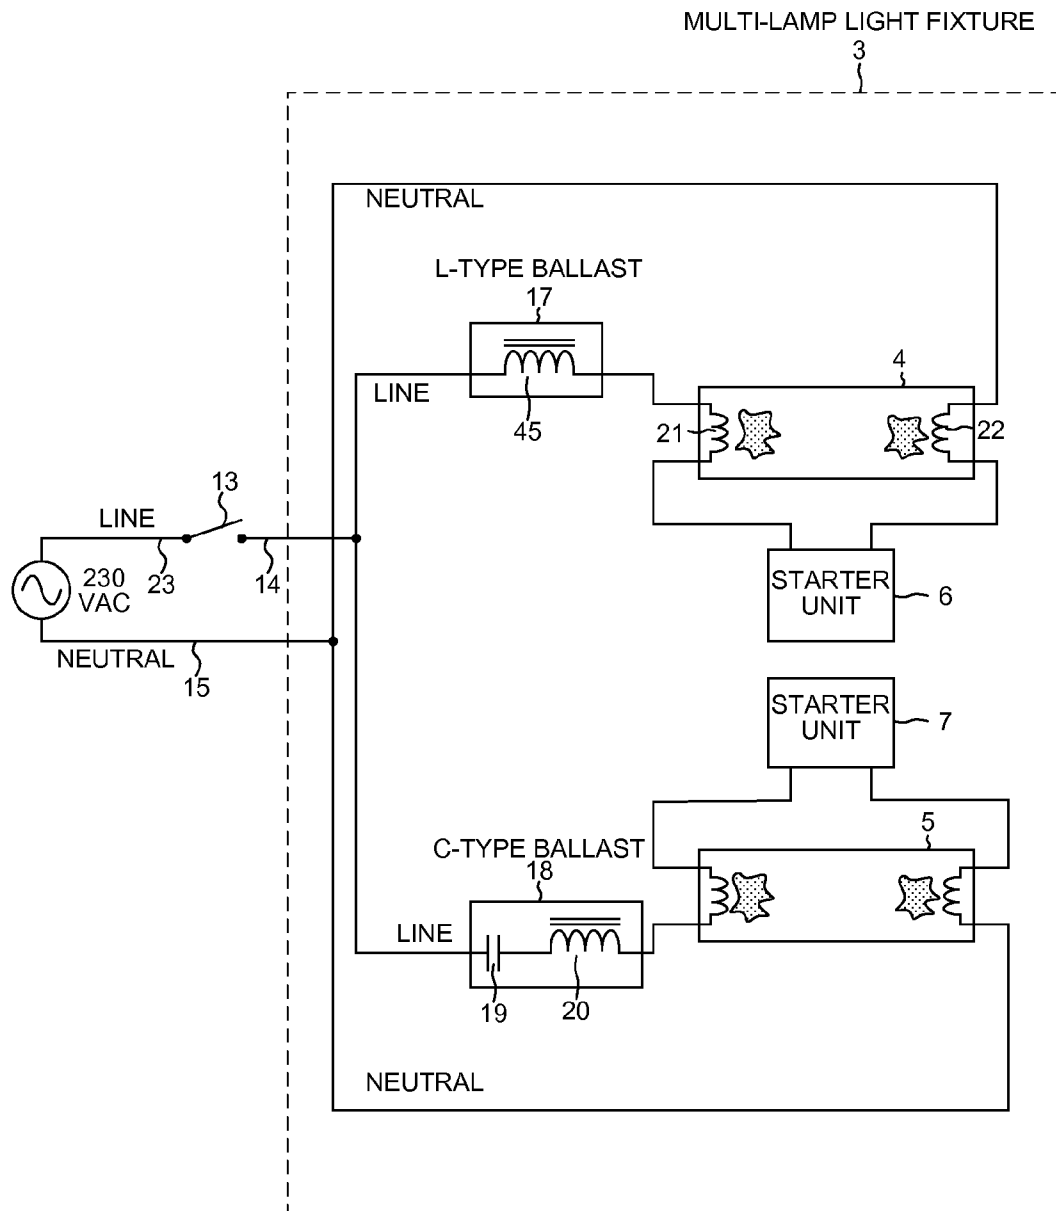 MULTI-LAMP LIGHT FIXTURE
3
NEUTRAL
L-TYPE BALLAST
17
LINE
45
4
21
22
13
LINE
23
14
230
VAC
NEUTRAL
15
STARTER
UNIT
6
STARTER
UNIT
7
5
C-TYPE BALLAST
18
LINE
19
20
NEUTRAL